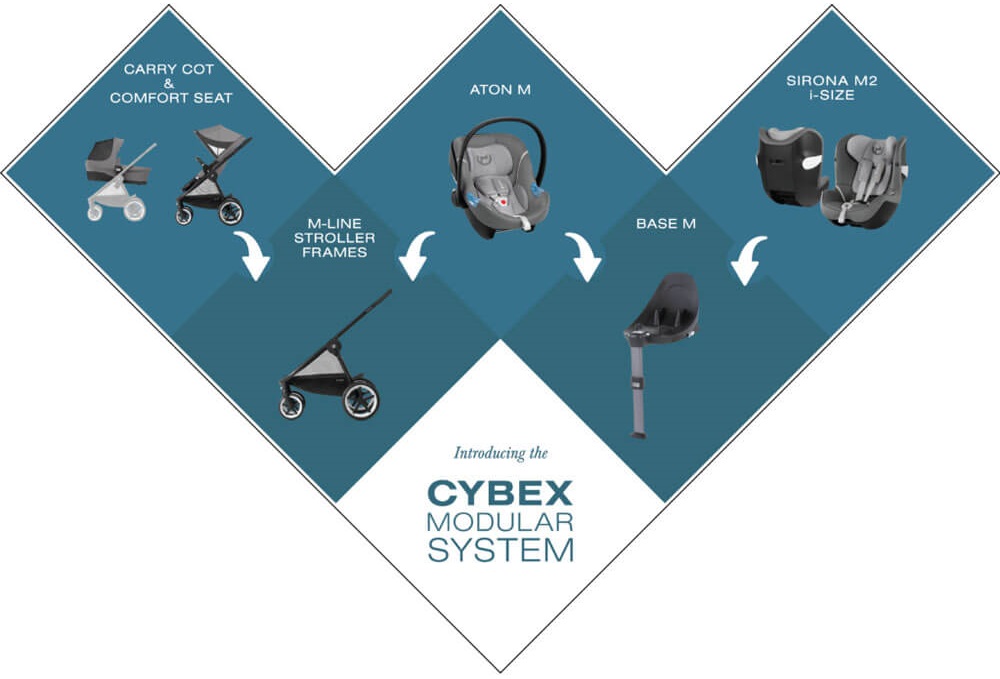 CARRY COT
&
COMFORT SEAT
ATON M
SIRONA M2
i-SIZE
M-LINE
STROLLER
FRAMES
BASE M
Introducing the
CYBEX
MODULAR
SYSTEM